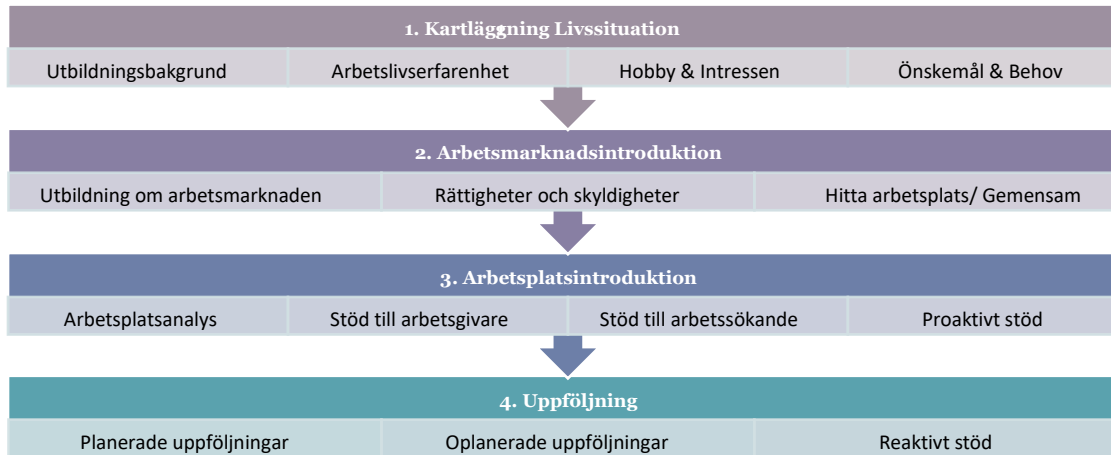 1. Kartläggning Livssituation
Utbildningsbakgrund Arbetslivserfarenhet Hobby & Intressen Önskemål & Behov
2. Arbetsmarknadsintroduktion
Utbildning om arbetsmarknaden Rättigheter och skyldigheter Hitta arbetsplats/ Gemensam
3. Arbetsplatsintroduktion
Arbetsplatsanalys Stöd till arbetsgivare Stöd till arbetssökande Proaktivt stöd
4. Uppföljning
Planerade uppföljningar Oplanerade uppföljningar Reaktivt stöd